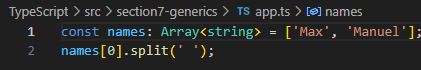 TypeScript > src > section7-generics > TS app.ts > names
1 const names: Array<string> = ['Max', 'Manuel'];
2 names[0].split(' ');